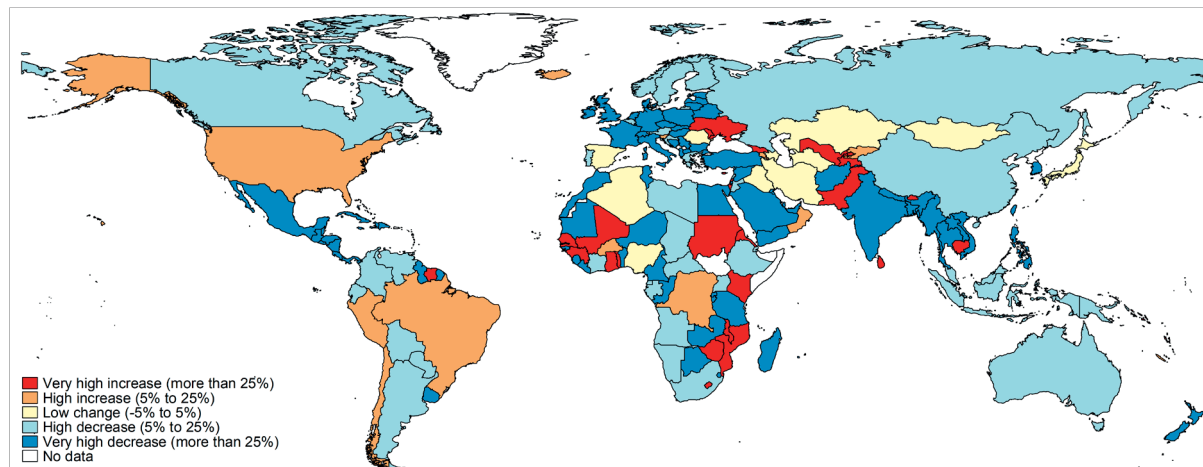 Very high increase (more than 25%)
High increase (5% to 25%)
Low change (-5% to 5%)
High decrease (5% to 25%)
Very high decrease (more than 25%)
No data